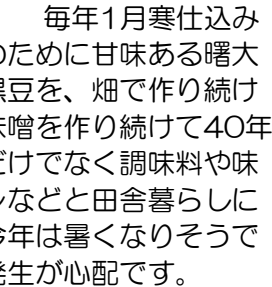 毎年1月寒仕込み
のために甘味ある曙大
黒豆を、畑で作り続け
味噌を作り続けて40年
だけでなく調味料や味
などと田舎暮らしに
今年は暑くなりそうで
発生が心配です。